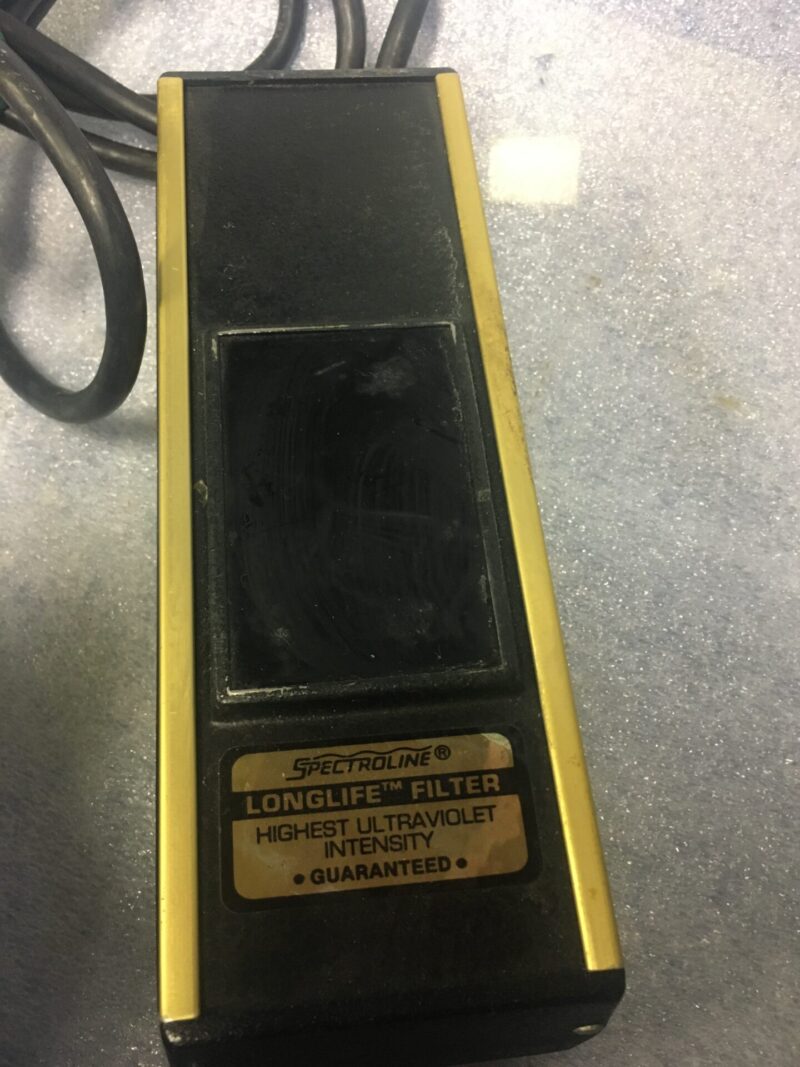 SPECTROLINE®
LONGLIFE™ FILTER
HIGHEST ULTRAVIOLET
INTENSITY
• GUARANTEED •